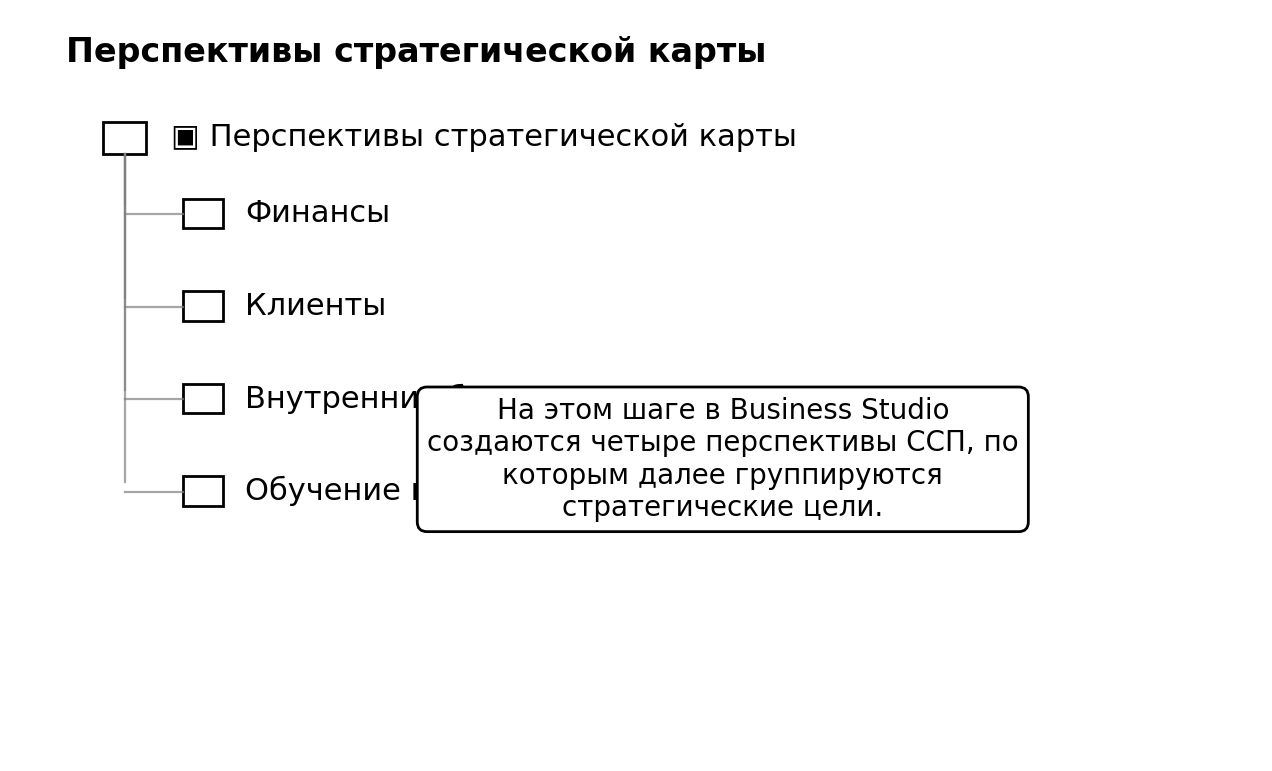 Перспективы стратегической карты
▣ Перспективы стратегической карты
Финансы
Клиенты
На этом шаге в Business Studio
создаются четыре перспективы ССП, по
которым далее группируются
стратегические цели.
Обучение